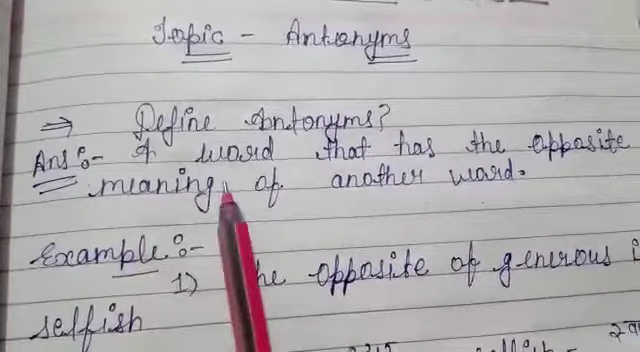 Topic - Antonyms
⇒ Define Antonyms?
Ans:- A word that has the opposite
meaning of another word.
Example:-
1) The opposite of generous i
selfish